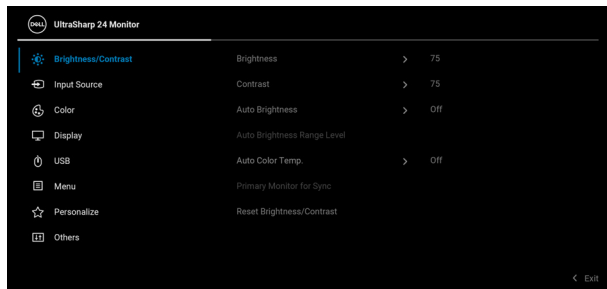 DELL UltraSharp 24 Monitor
Brightness/Contrast Brightness > 75
Input Source Contrast > 75
Color Auto Brightness > Off
Display Auto Brightness Range Level
USB Auto Color Temp. > Off
Menu Primary Monitor for Sync
Personalize Reset Brightness/Contrast
Others
< Exit